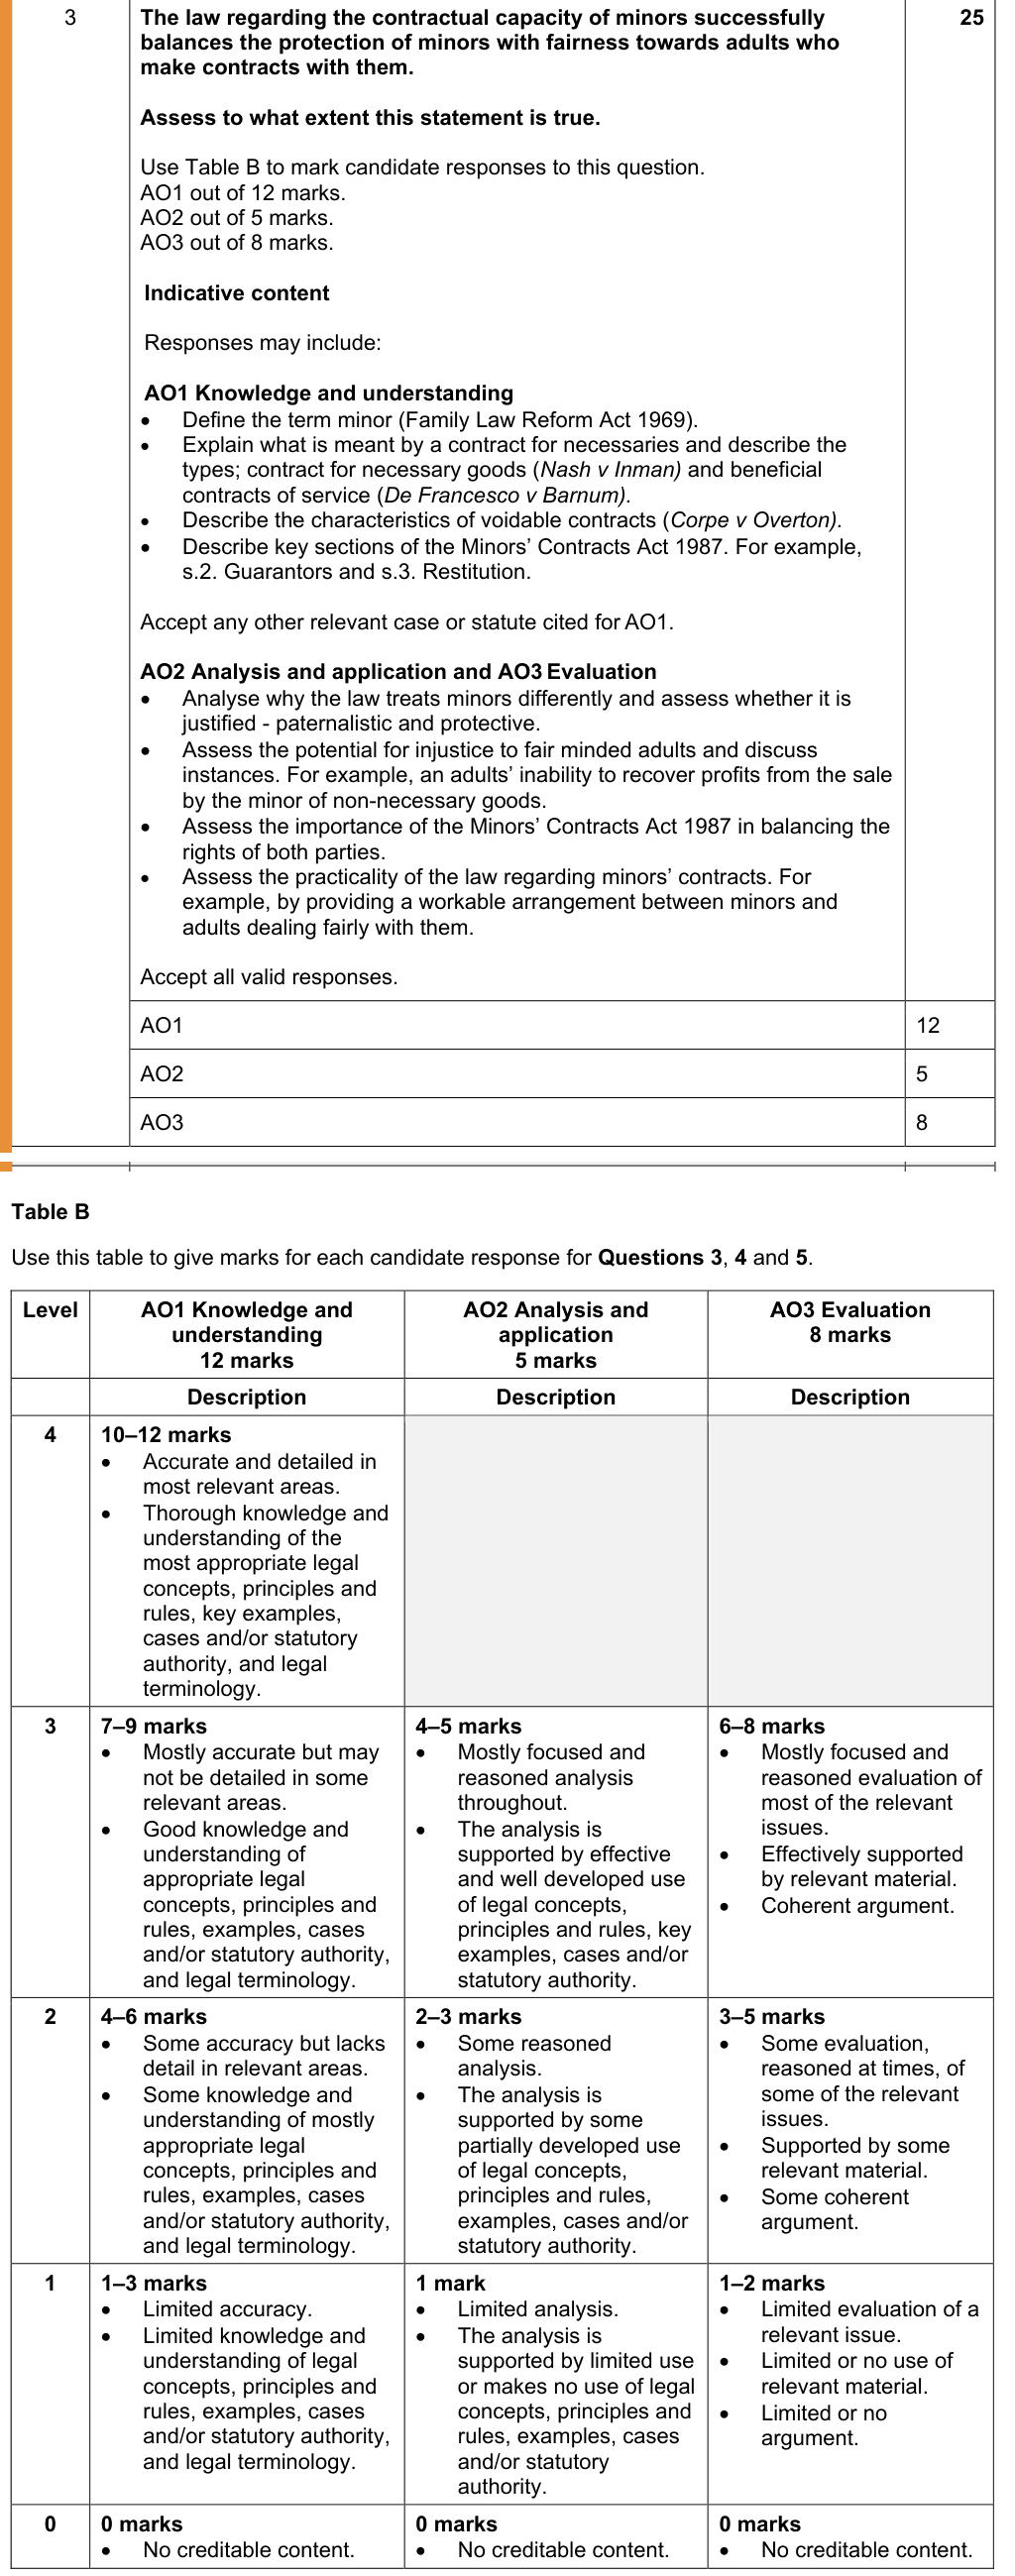 3
The law regarding the contractual capacity of minors successfully
balances the protection of minors with fairness towards adults who
make contracts with them.
25
Assess to what extent this statement is true.
Use Table B to mark candidate responses to this question.
AO1 out of 12 marks.
AO2 out of 5 marks.
AO3 out of 8 marks.
Indicative content
Responses may include:
AO1 Knowledge and understanding
• Define the term minor (Family Law Reform Act 1969).
• Explain what is meant by a contract for necessaries and describe the
types; contract for necessary goods (Nash v Inman) and beneficial
contracts of service (De Francesco v Barnum).
• Describe the characteristics of voidable contracts (Corpe v Overton).
• Describe key sections of the Minors’ Contracts Act 1987. For example,
s.2. Guarantors and s.3. Restitution.
Accept any other relevant case or statute cited for AO1.
AO2 Analysis and application and AO3 Evaluation
• Analyse why the law treats minors differently and assess whether it is
justified - paternalistic and protective.
• Assess the potential for injustice to fair minded adults and discuss
instances. For example, an adults’ inability to recover profits from the sale
by the minor of non-necessary goods.
• Assess the importance of the Minors’ Contracts Act 1987 in balancing the
rights of both parties.
• Assess the practicality of the law regarding minors’ contracts. For
example, by providing a workable arrangement between minors and
adults dealing fairly with them.
Accept all valid responses.
AO1 12
AO2 5
AO3 8
Table B
Use this table to give marks for each candidate response for Questions 3, 4 and 5.
Level
AO1 Knowledge and
understanding
12 marks
AO2 Analysis and
application
5 marks
AO3 Evaluation
8 marks
Description
Description
Description
4
10–12 marks
• Accurate and detailed in
most relevant areas.
• Thorough knowledge and
understanding of the
most appropriate legal
concepts, principles and
rules, key examples,
cases and/or statutory
authority, and legal
terminology.
3
7–9 marks
• Mostly accurate but may
not be detailed in some
relevant areas.
• Good knowledge and
understanding of
appropriate legal
concepts, principles and
rules, examples, cases
and/or statutory authority,
and legal terminology.
4–5 marks
• Mostly focused and
reasoned analysis
throughout.
• The analysis is
supported by effective
and well developed use
of legal concepts,
principles and rules, key
examples, cases and/or
statutory authority.
6–8 marks
• Mostly focused and
reasoned evaluation of
most of the relevant
issues.
• Effectively supported
by relevant material.
• Coherent argument.
2
4–6 marks
• Some accuracy but lacks
detail in relevant areas.
• Some knowledge and
understanding of mostly
appropriate legal
concepts, principles and
rules, examples, cases
and/or statutory authority,
and legal terminology.
2–3 marks
• Some reasoned
analysis.
• The analysis is
supported by some
partially developed use
of legal concepts,
principles and rules,
examples, cases and/or
statutory authority.
3–5 marks
• Some evaluation,
reasoned at times, of
some of the relevant
issues.
• Supported by some
relevant material.
• Some coherent
argument.
1
1–3 marks
• Limited accuracy.
• Limited knowledge and
understanding of legal
concepts, principles and
rules, examples, cases
and/or statutory authority,
and legal terminology.
1 mark
• Limited analysis.
• The analysis is
supported by limited use
or makes no use of legal
concepts, principles and
rules, examples, cases
and/or statutory
authority.
1–2 marks
• Limited evaluation of a
relevant issue.
• Limited or no use of
relevant material.
• Limited or no
argument.
0
0 marks
• No creditable content.
0 marks
• No creditable content.
0 marks
• No creditable content.